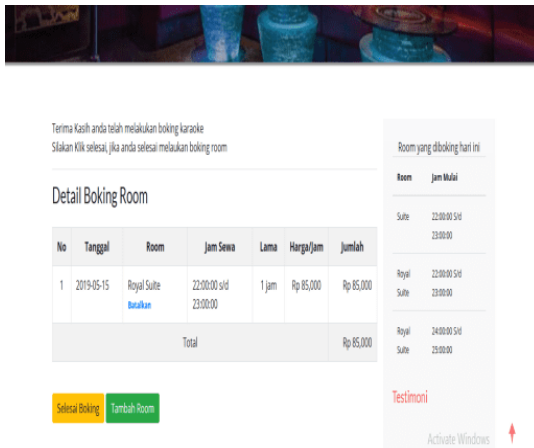 Terima Kasih anda telah melakukan boking karaoke
Silakan Klik selesai, jika anda selesai melaukan boking room
Detail Boking Room
No Tanggal Room Jam Sewa Lama Harga/Jam Jumlah
1 2019-05-15 Royal Suite 22:00:00 s/d 1 jam Rp 85,000 Rp 85,000
Batalkan 23:00:00
Total Rp 85,000
Selesai Boking Tambah Room
Room yang diboking hari ini
Room Jam Mulai
Suite 22:00:00 S/d
23:00:00
Royal 22:00:00 S/d
Suite 23:00:00
Royal 24:00:00 S/d
Suite 23:00:00
Testimoni
Activate Windows